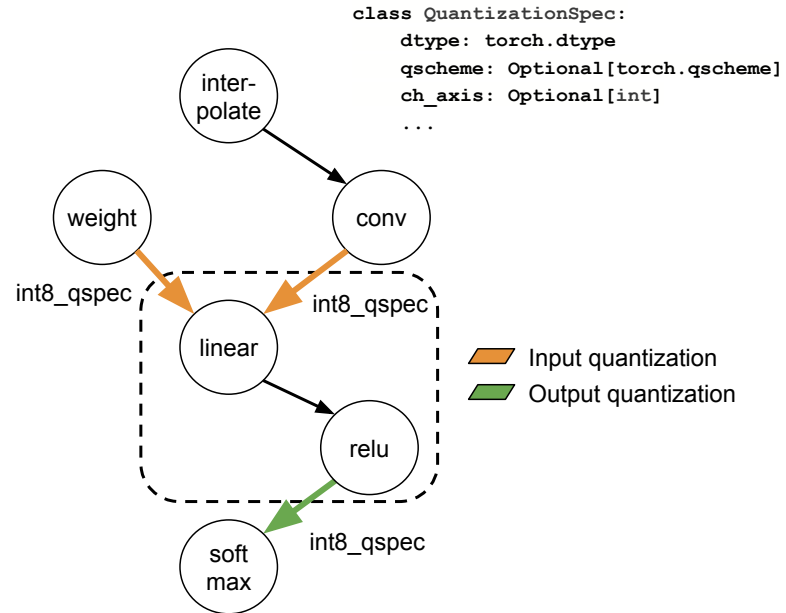 class QuantizationSpec:
dtype: torch.dtype
qscheme: Optional[torch.qscheme]
ch_axis: Optional[int]
...
inter-
polate
weight
conv
int8_qspec
int8_qspec
linear
Input quantization
Output quantization
relu
int8_qspec
soft
max